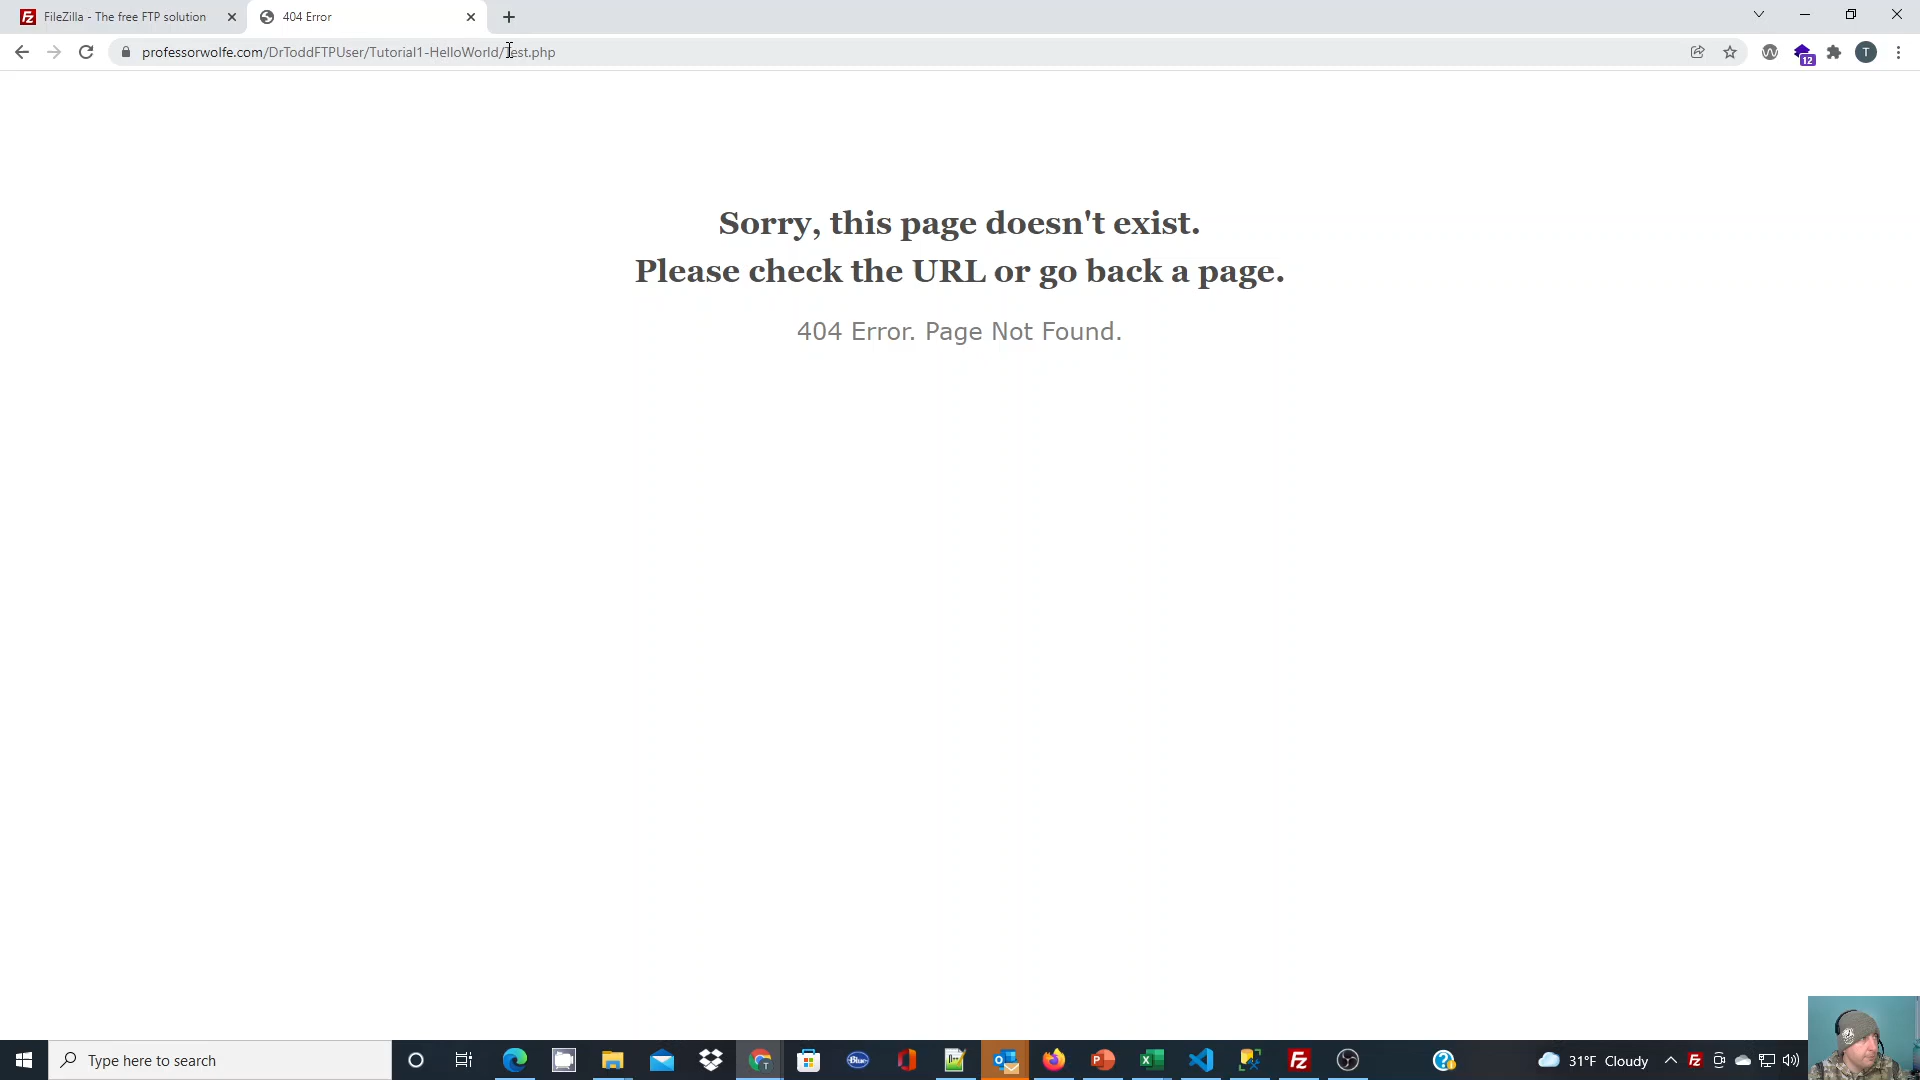 FileZilla - The free FTP solution
404 Error
professorwolfe.com/DrToddFTPUser/Tutorial1-HelloWorld/Test.php
12
T
Sorry, this page doesn't exist.
Please check the URL or go back a page.
404 Error. Page Not Found.
Type here to search
31°F Cloudy